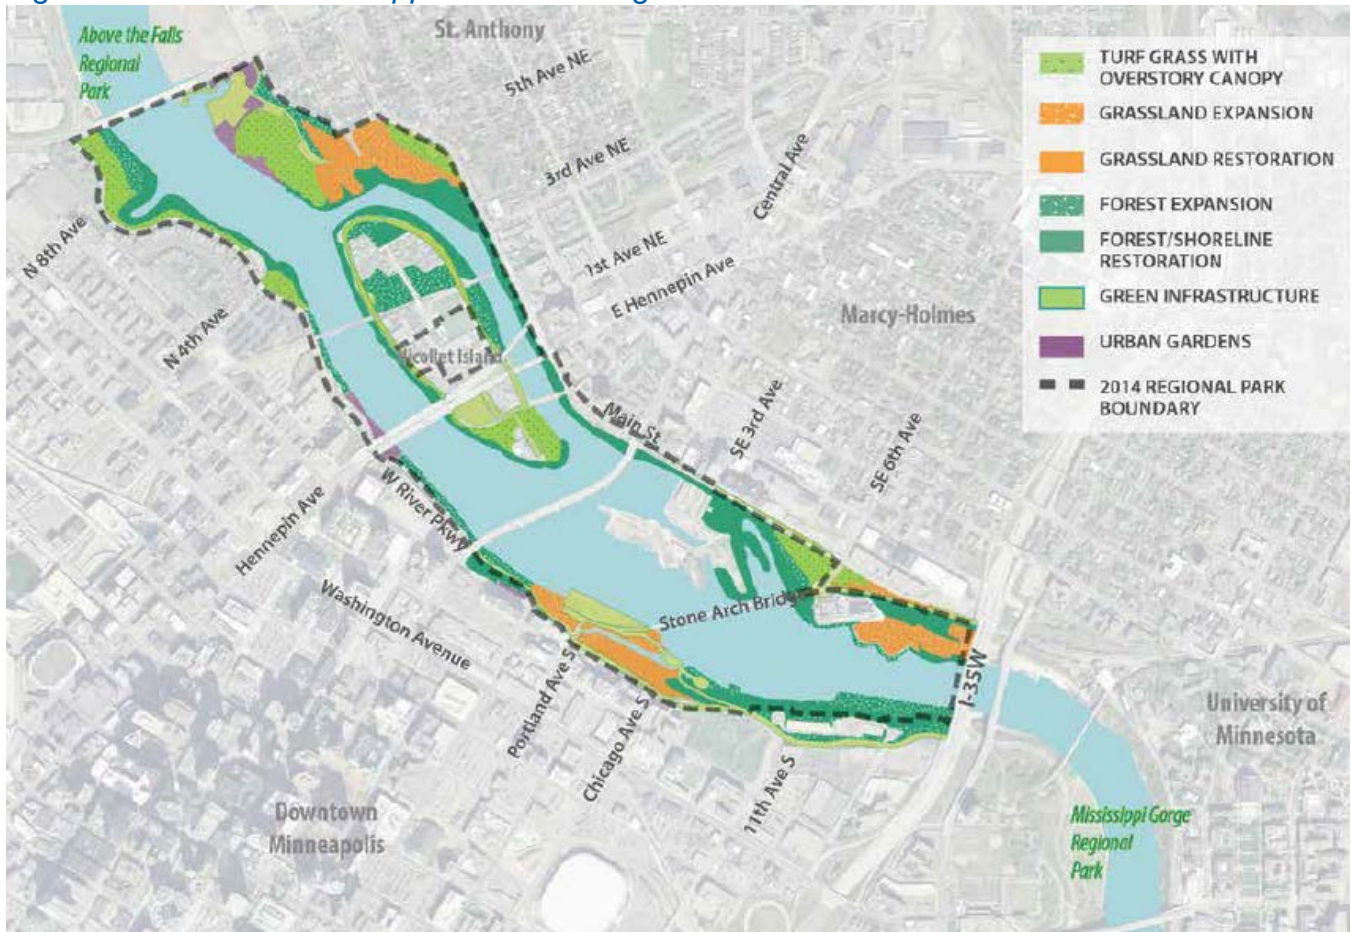 Above the Falls
Regional
Park
St. Anthony
5th Ave NE
3rd Ave NE
Central Ave
1st Ave NE
E Hennepin Ave
N 8th Ave
N 4th Ave
Marcy-Holmes
Main St
SE 3rd Ave
SE 6th Ave
W River Pkwy
Hennepin Ave
Washington Avenue
Stone Arch Bridge
Portland Ave S
Chicago Ave S
11th Ave S
I-35W
University of
Minnesota
Downtown
Minneapolis
Mississippi Gorge
Regional
Park
TURF GRASS WITH
OVERSTORY CANOPY
GRASSLAND EXPANSION
GRASSLAND RESTORATION
FOREST EXPANSION
FOREST/SHORELINE
RESTORATION
GREEN INFRASTRUCTURE
URBAN GARDENS
2014 REGIONAL PARK
BOUNDARY
Island